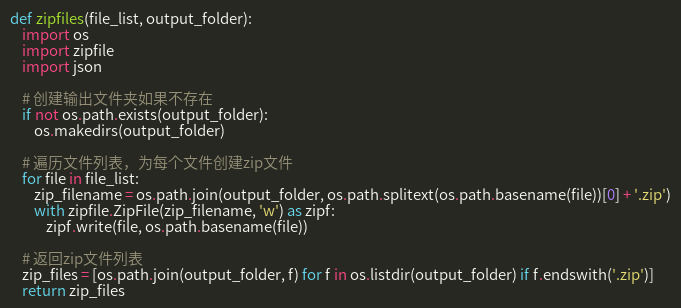 def zipfiles(file_list, output_folder):
    import os
    import zipfile
    import json

    # 创建输出文件夹如果不存在
    if not os.path.exists(output_folder):
        os.makedirs(output_folder)

    # 遍历文件列表，为每个文件创建zip文件
    for file in file_list:
        zip_filename = os.path.join(output_folder, os.path.splitext(os.path.basename(file))[0] + '.zip')
        with zipfile.ZipFile(zip_filename, 'w') as zipf:
            zipf.write(file, os.path.basename(file))

    # 返回zip文件列表
    zip_files = [os.path.join(output_folder, f) for f in os.listdir(output_folder) if f.endswith('.zip')]
    return zip_files